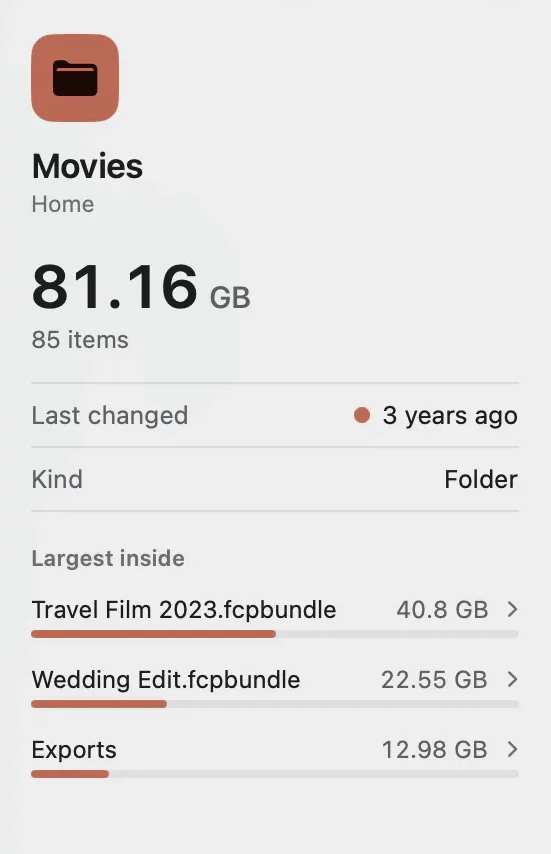 Movies
Home
81.16 GB
85 items
Last changed 3 years ago
Kind Folder
Largest inside
Travel Film 2023.fcpbundle 40.8 GB
Wedding Edit.fcpbundle 22.55 GB
Exports 12.98 GB